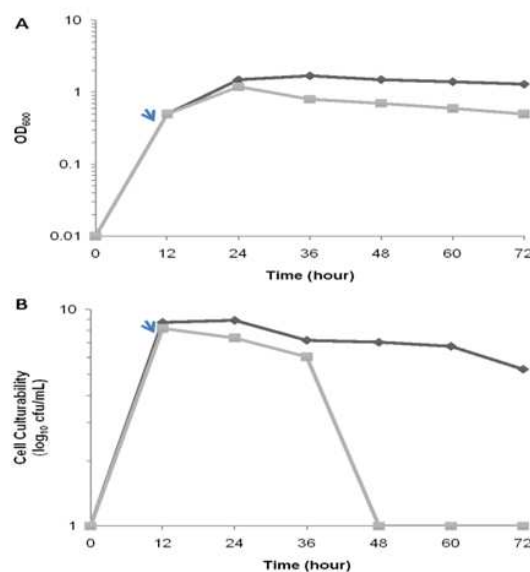 A
10
1
0.1
0.01
OD600
0 12 24 36 48 60 72
Time (hour)
B
10
1
Cell Culturability
(log10 cfu/mL)
0 12 24 36 48 60 72
Time (hour)